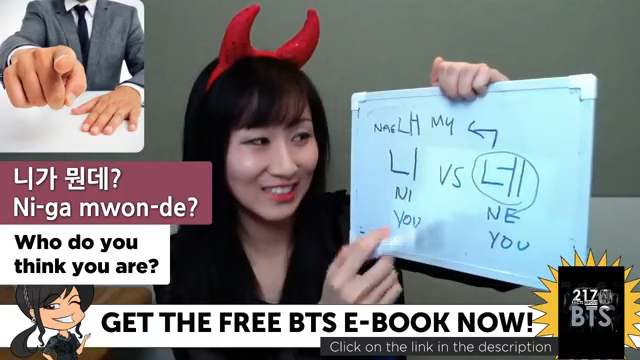 니가 뭔데?
Ni-ga mwon-de?
Who do you
think you are?
NAE 내 MY
니 VS 네
NI NE
YOU YOU
GET THE FREE BTS E-BOOK NOW!
Click on the link in the description
217
BTS